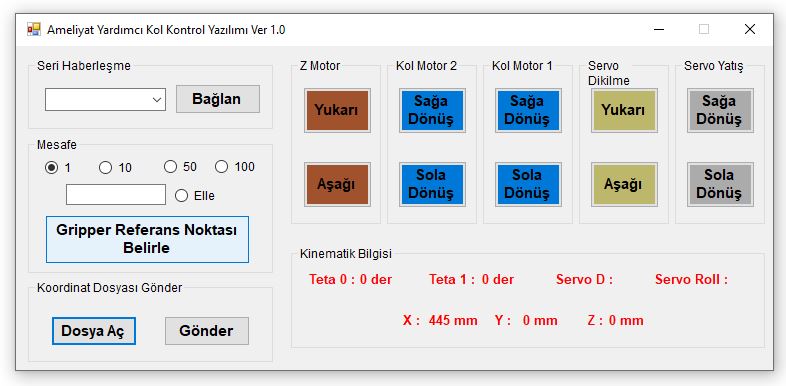 Ameliyat Yardımcı Kol Kontrol Yazılımı Ver 1.0
Seri Haberleşme
Bağlan
Mesafe
1 10 50 100
Elle
Gripper Referans Noktası
Belirle
Koordinat Dosyası Gönder
Dosya Aç Gönder
Z Motor
Yukarı
Aşağı
Kol Motor 2
Sağa
Dönüş
Sola
Dönüş
Kol Motor 1
Sağa
Dönüş
Sola
Dönüş
Servo
Dikilme
Yukarı
Aşağı
Servo Yatış
Sağa
Dönüş
Sola
Dönüş
Kinematik Bilgisi
Teta 0 : 0 der Teta 1 : 0 der Servo D : Servo Roll :
X : 445 mm Y : 0 mm Z : 0 mm